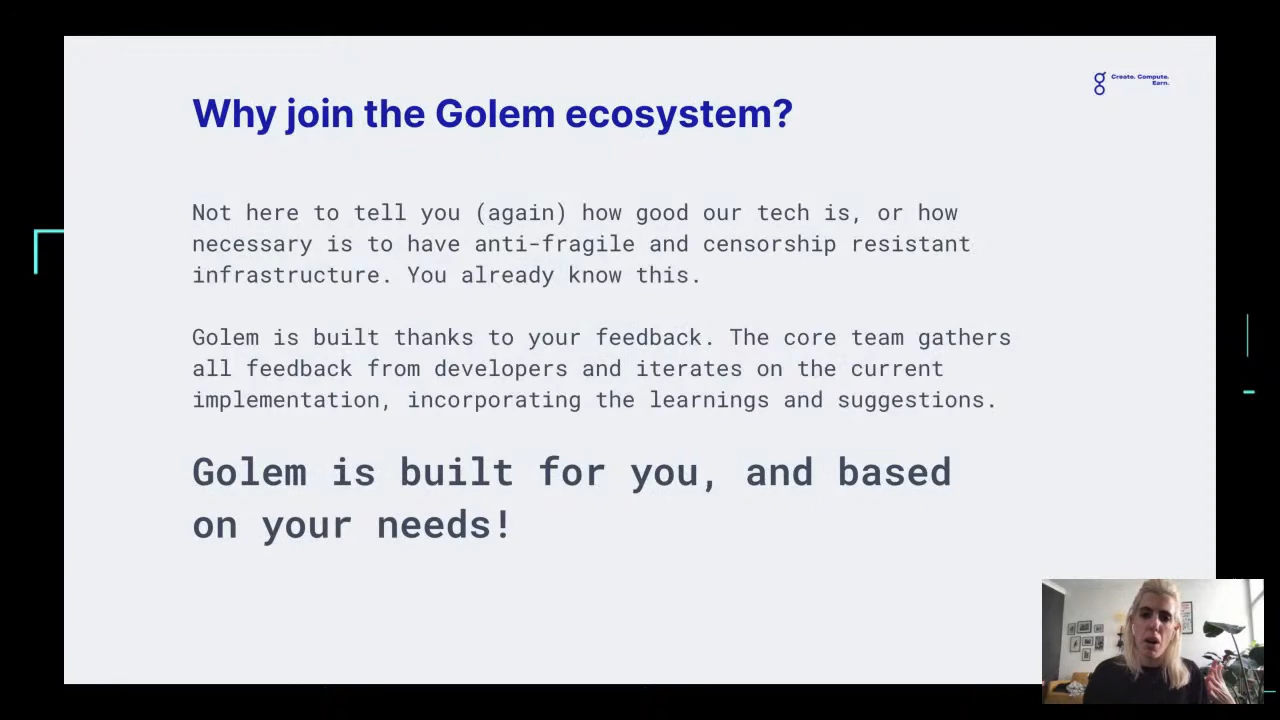 Create. Compute.
Earn.
Why join the Golem ecosystem?
Not here to tell you (again) how good our tech is, or how
necessary is to have anti-fragile and censorship resistant
infrastructure. You already know this.
Golem is built thanks to your feedback. The core team gathers
all feedback from developers and iterates on the current
implementation, incorporating the learnings and suggestions.
Golem is built for you, and based
on your needs!